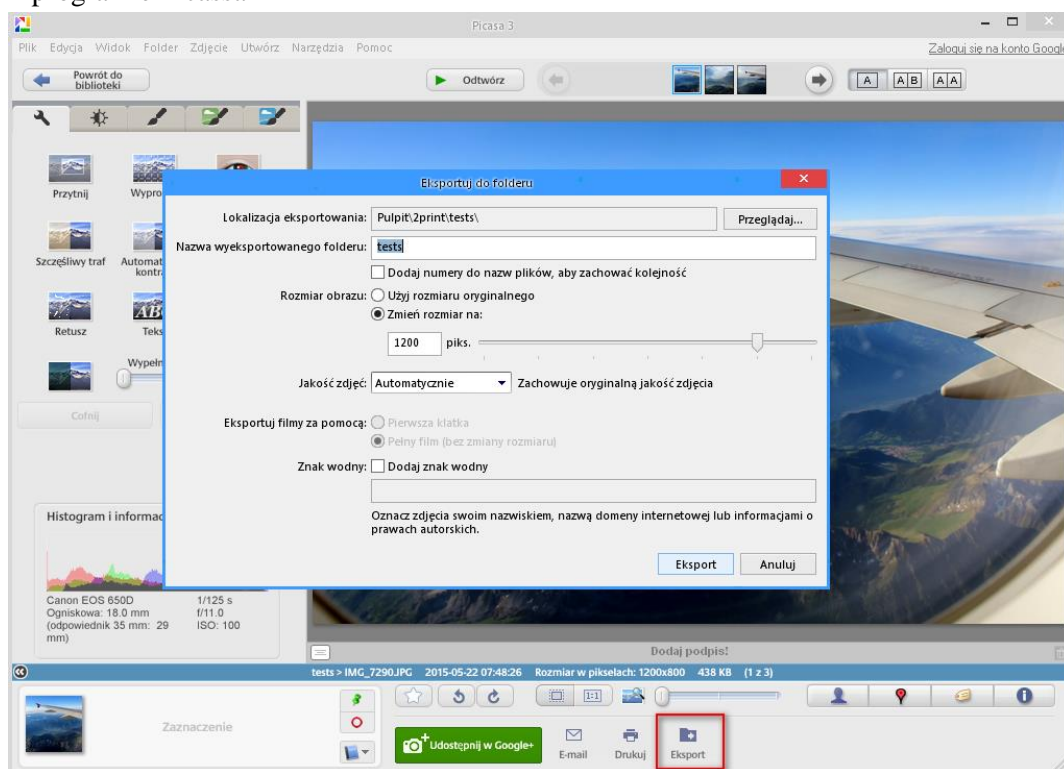 Picasa 3
Plik Edycja Widok Folder Zdjęcie Utwórz Narzędzia Pomoc
Zaloguj się na konto Google
Powrót do
biblioteki
Odtwórz
A AB AA
Przytnij
Szczęśliwy traf
Retusz
Cofnij
Eksportuj do folderu
Lokalizacja eksportowania: Pulpit\2print\tests\ Przeglądaj...
Nazwa wyeksportowanego folderu: tests
Dodaj numery do nazw plików, aby zachować kolejność
Rozmiar obrazu: Użyj rozmiaru oryginalnego
Zmień rozmiar na:
1200 piks.
Jakość zdjęć: Automatycznie Zachowuje oryginalną jakość zdjęcia
Eksportuj filmy za pomocą: Pierwsza klatka
Pełny film (bez zmiany rozmiaru)
Znak wodny: Dodaj znak wodny
Oznacz zdjęcia swoim nazwiskiem, nazwą domeny internetowej lub informacjami o
prawach autorskich.
Eksport Anuluj
Histogram i
Canon EOS 650D 1/125 s
Ogniskowa: 18.0 mm f/11.0
(odpowiednik 35 mm: 29 ISO: 100
mm)
Dodaj podpis!
tests > IMG_7290.JPG 2015-05-22 07:48:26 Rozmiar w pikselach: 1200x800 438 KB (1 z 3)
Zaznaczenie
1:1
Udostępnij w Google+
E-mail Drukuj Eksport